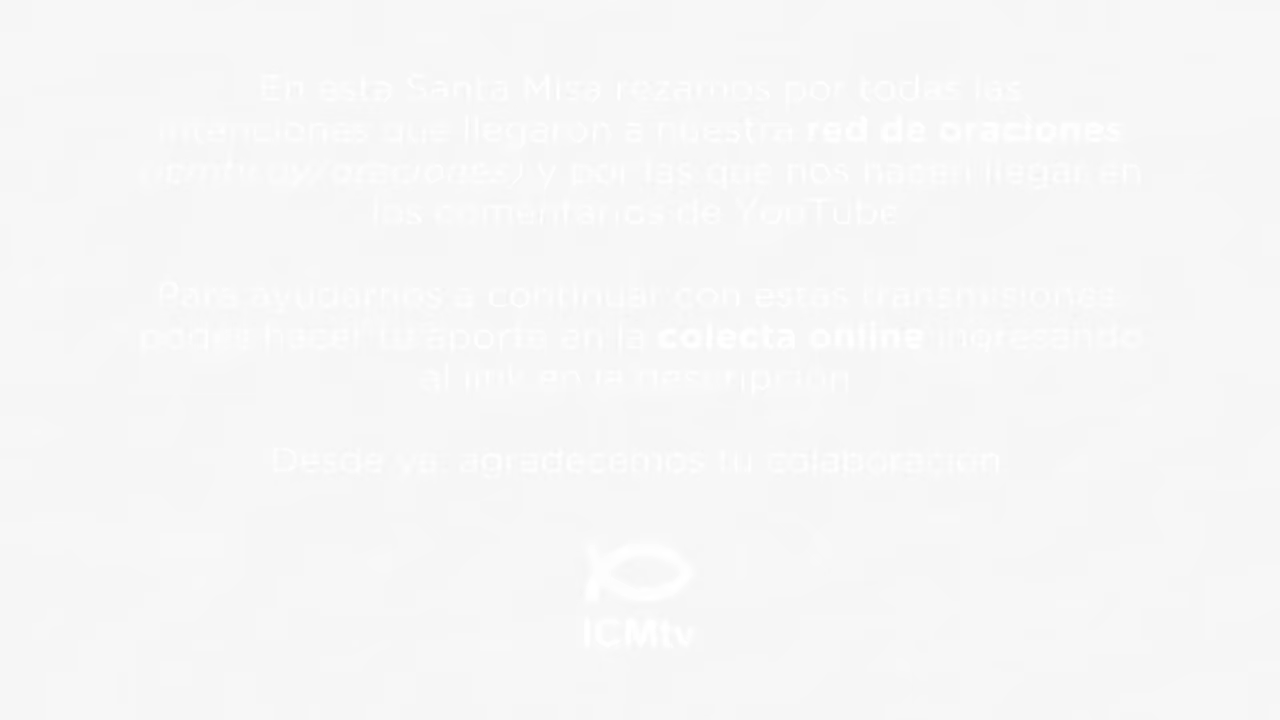 En esta Santa Misa rezamos por todas las
intenciones que llegaron a nuestra red de oraciones
y por las que nos hacen llegar en
los comentarios de YouTube
Para ayudarnos a continuar con estas transmisiones
podés hacer tu aporte en la colecta online ingresando
al link en la descripción
Desde ya, agradecemos tu colaboración
ICMtv